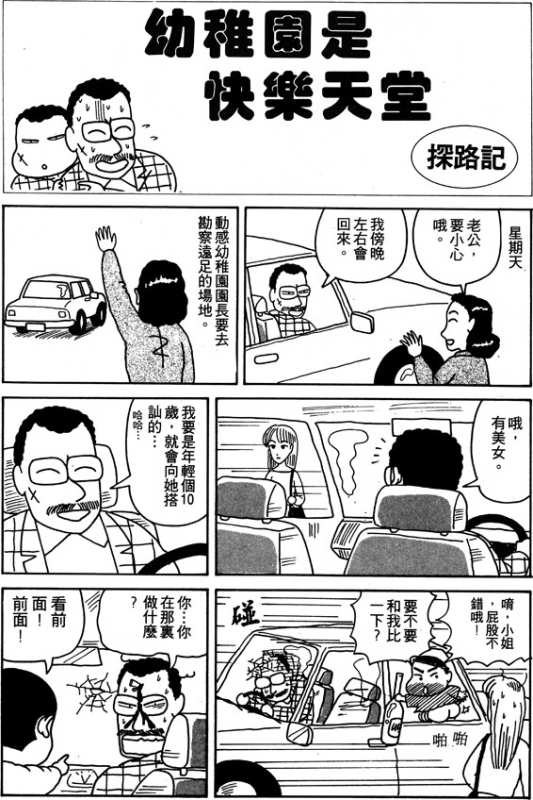 幼稚園是
快樂天堂
探路記
星期天
老公，
要小心
哦。
我傍晚
左右會
回來。
動感幼稚園園長要去
勘察遠足的場地。
哦，
有美女。
我要是年輕個10
歲，就會向她搭
訕的…
哈哈…
唷，小姐
，屁股不
錯哦！
要不要
和我比
一下？
碰
啪
啪
你…你
在那裏
做什麼
？
看前
面！
前面！